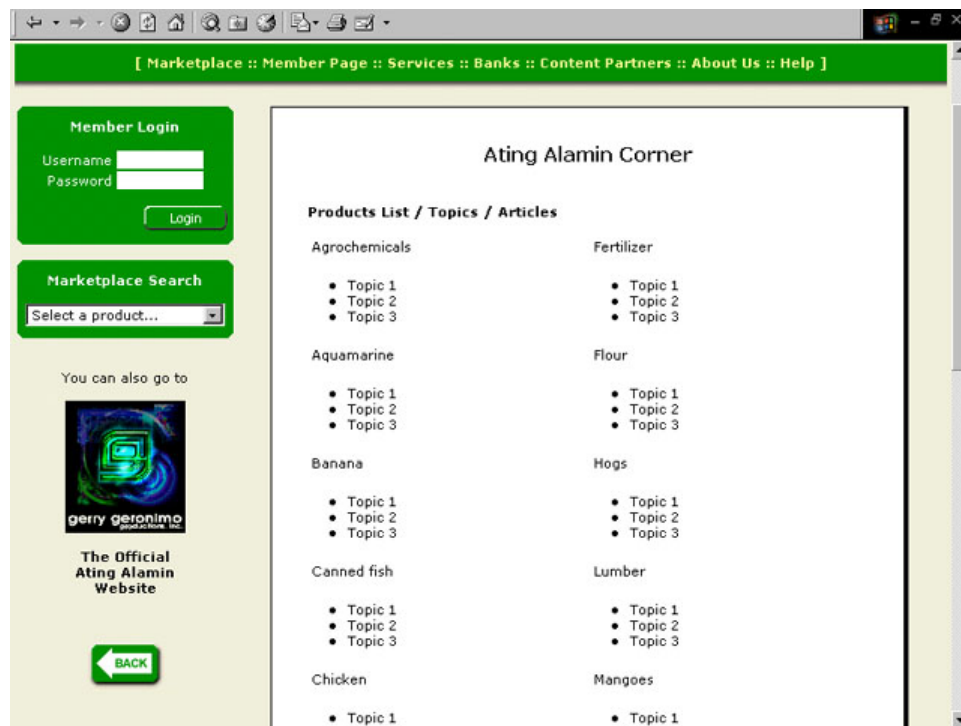 [ Marketplace :: Member Page :: Services :: Banks :: Content Partners :: About Us :: Help ]
Member Login
Username
Password
Login
Marketplace Search
Select a product...
You can also go to
gerry geronimo
productions inc.
The Official
Ating Alamin
Website
BACK
Ating Alamin Corner
Products List / Topics / Articles
Agrochemicals
• Topic 1
• Topic 2
• Topic 3
Aquamarine
• Topic 1
• Topic 2
• Topic 3
Banana
• Topic 1
• Topic 2
• Topic 3
Canned fish
• Topic 1
• Topic 2
• Topic 3
Chicken
• Topic 1
Fertilizer
• Topic 1
• Topic 2
• Topic 3
Flour
• Topic 1
• Topic 2
• Topic 3
Hogs
• Topic 1
• Topic 2
• Topic 3
Lumber
• Topic 1
• Topic 2
• Topic 3
Mangoes
• Topic 1